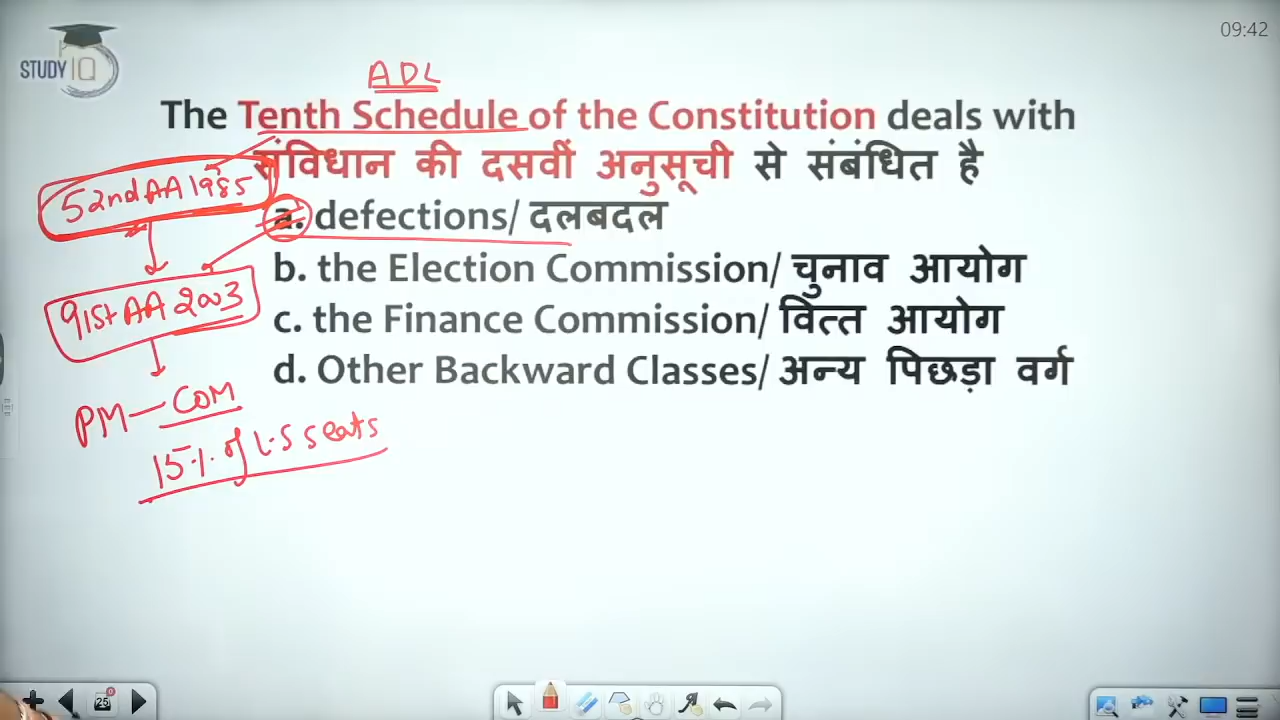 09:42
STUDY IQ
ADL
The Tenth Schedule of the Constitution deals with
संविधान की दसवीं अनुसूची से संबंधित है
52nd AA 1985
a. defections/ दलबदल
b. the Election Commission/ चुनाव आयोग
91st AA 2003
c. the Finance Commission/ वित्त आयोग
d. Other Backward Classes/ अन्य पिछड़ा वर्ग
PM — COM
15% of L.S seats
25